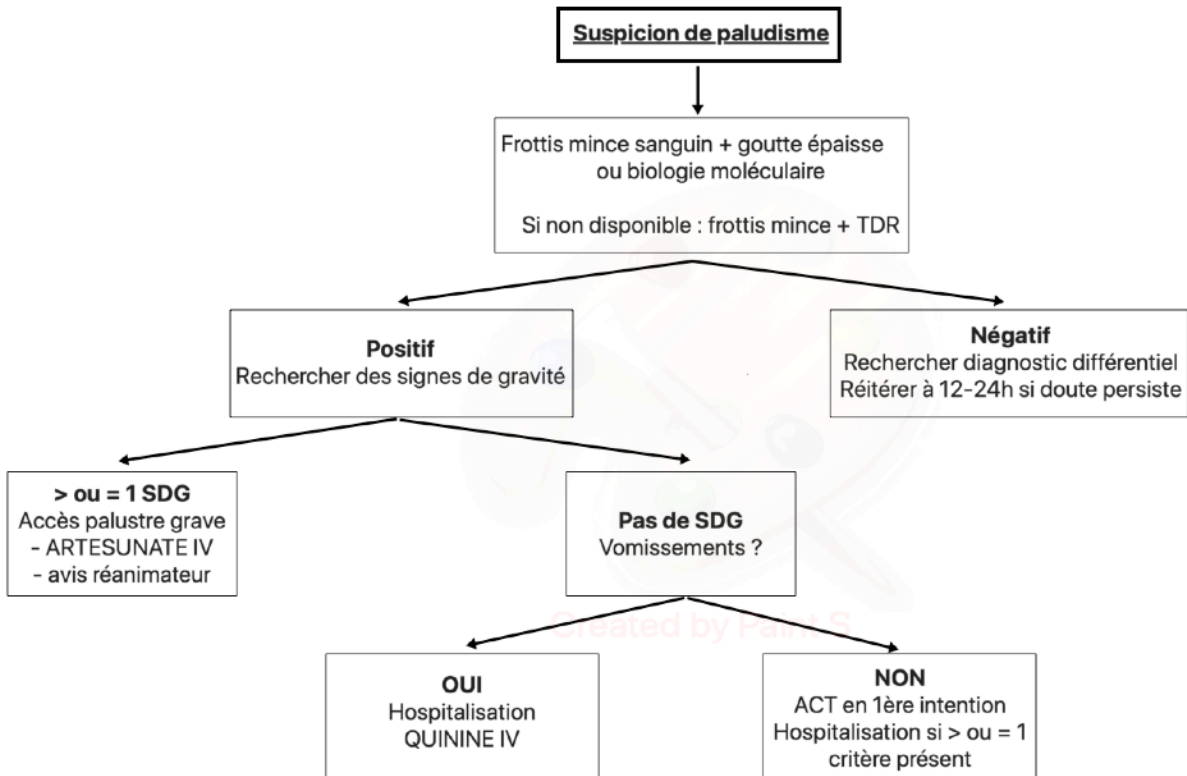 Suspicion de paludisme
Frottis mince sanguin + goutte épaisse
ou biologie moléculaire
Si non disponible : frottis mince + TDR
Positif
Rechercher des signes de gravité
Négatif
Rechercher diagnostic différentiel
Réitérer à 12-24h si doute persiste
> ou = 1 SDG
Accès palustre grave
- ARTESUNATE IV
- avis réanimateur
Pas de SDG
Vomissements ?
Created by Paint S
OUI
Hospitalisation
QUININE IV
NON
ACT en 1ère intention
Hospitalisation si > ou = 1
critère présent